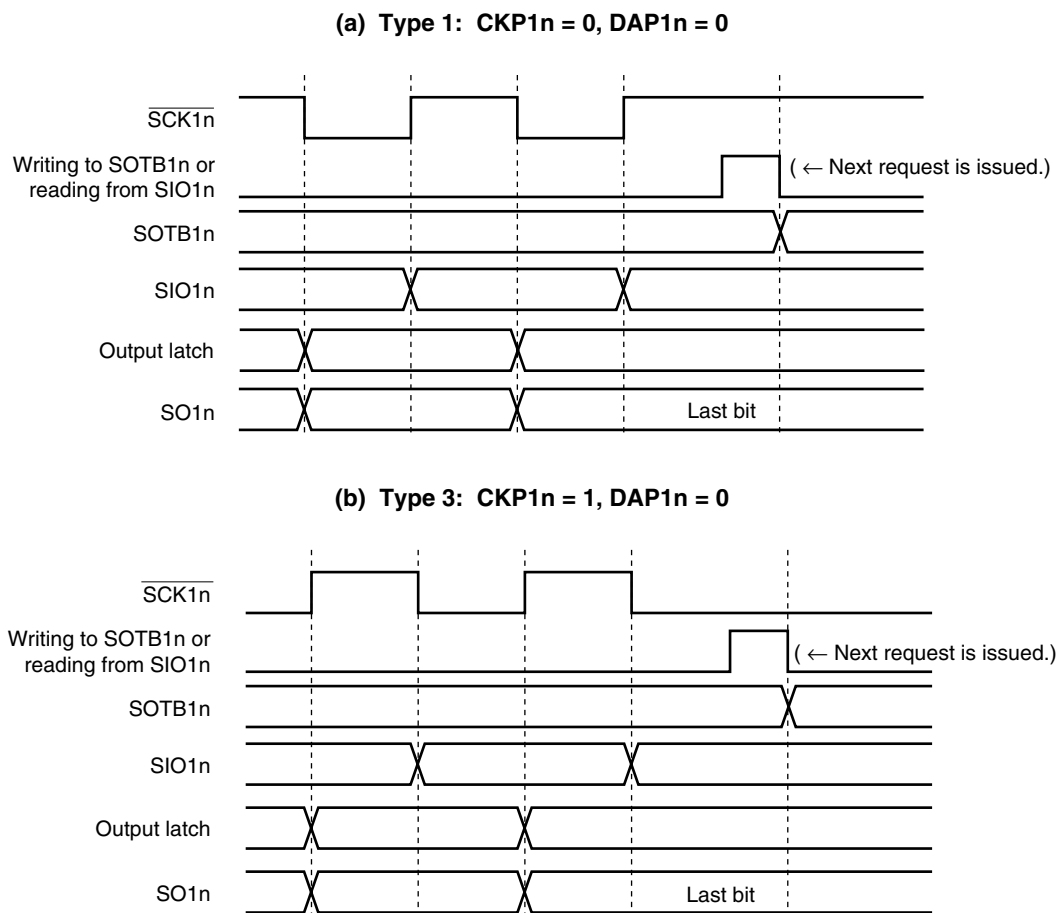 (a) Type 1: CKP1n = 0, DAP1n = 0
SCK1n
Writing to SOTB1n or
reading from SIO1n
( ← Next request is issued.)
SOTB1n
SIO1n
Output latch
SO1n
Last bit
(b) Type 3: CKP1n = 1, DAP1n = 0
SCK1n
Writing to SOTB1n or
reading from SIO1n
( ← Next request is issued.)
SOTB1n
SIO1n
Output latch
SO1n
Last bit